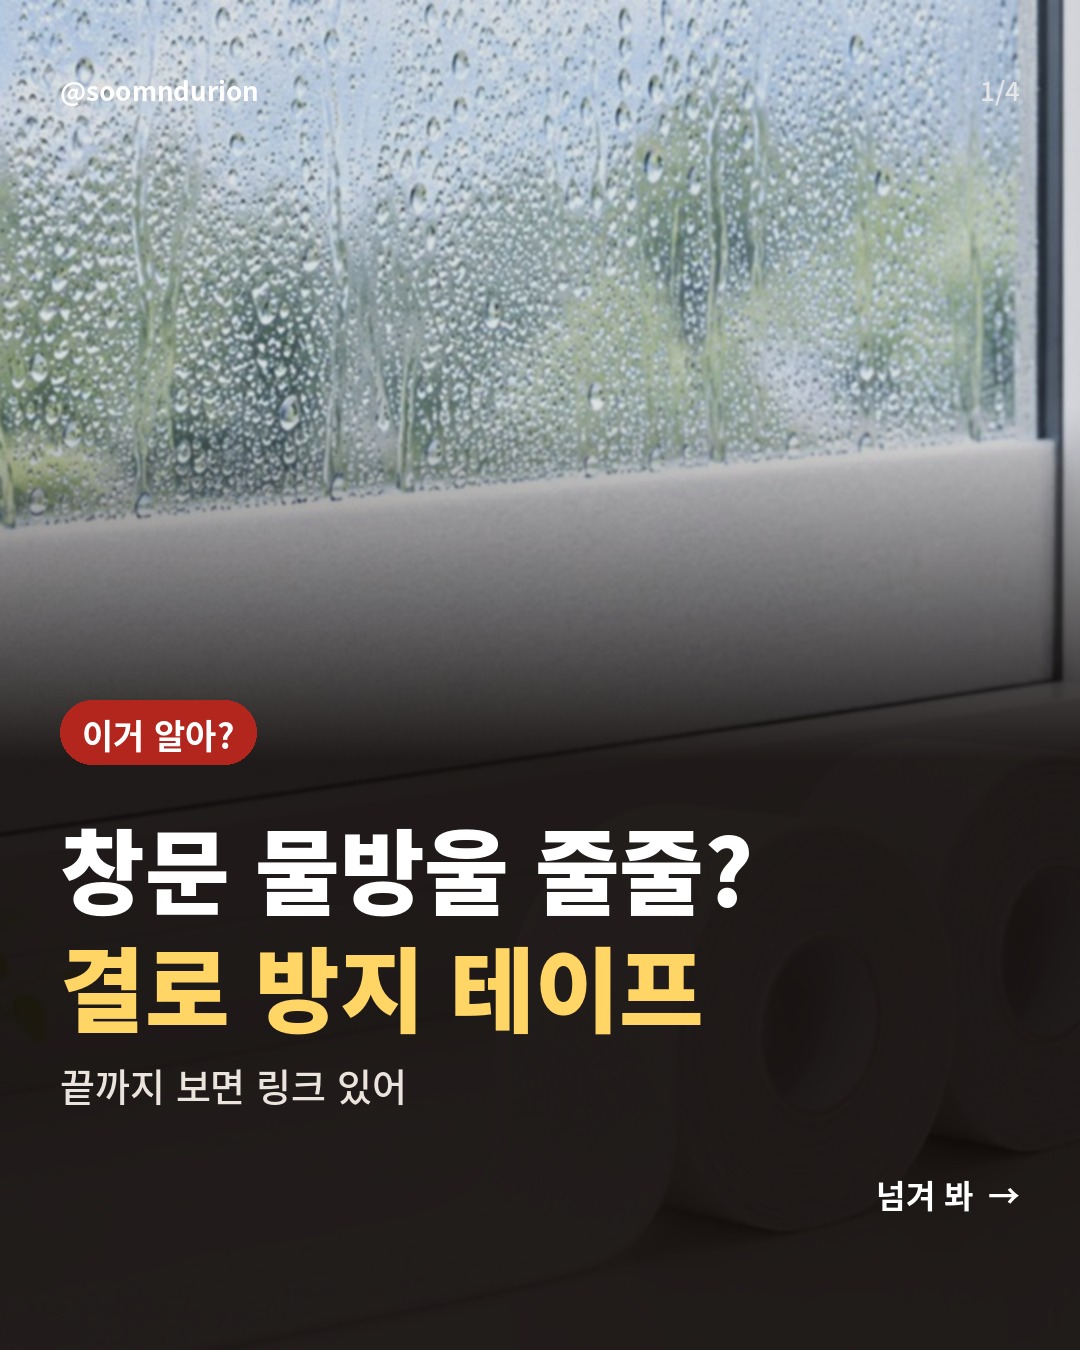 @soomndurion
1/4
이거 알아?
창문 물방울 줄줄?
결로 방지 테이프
끝까지 보면 링크 있어
넘겨 봐 →